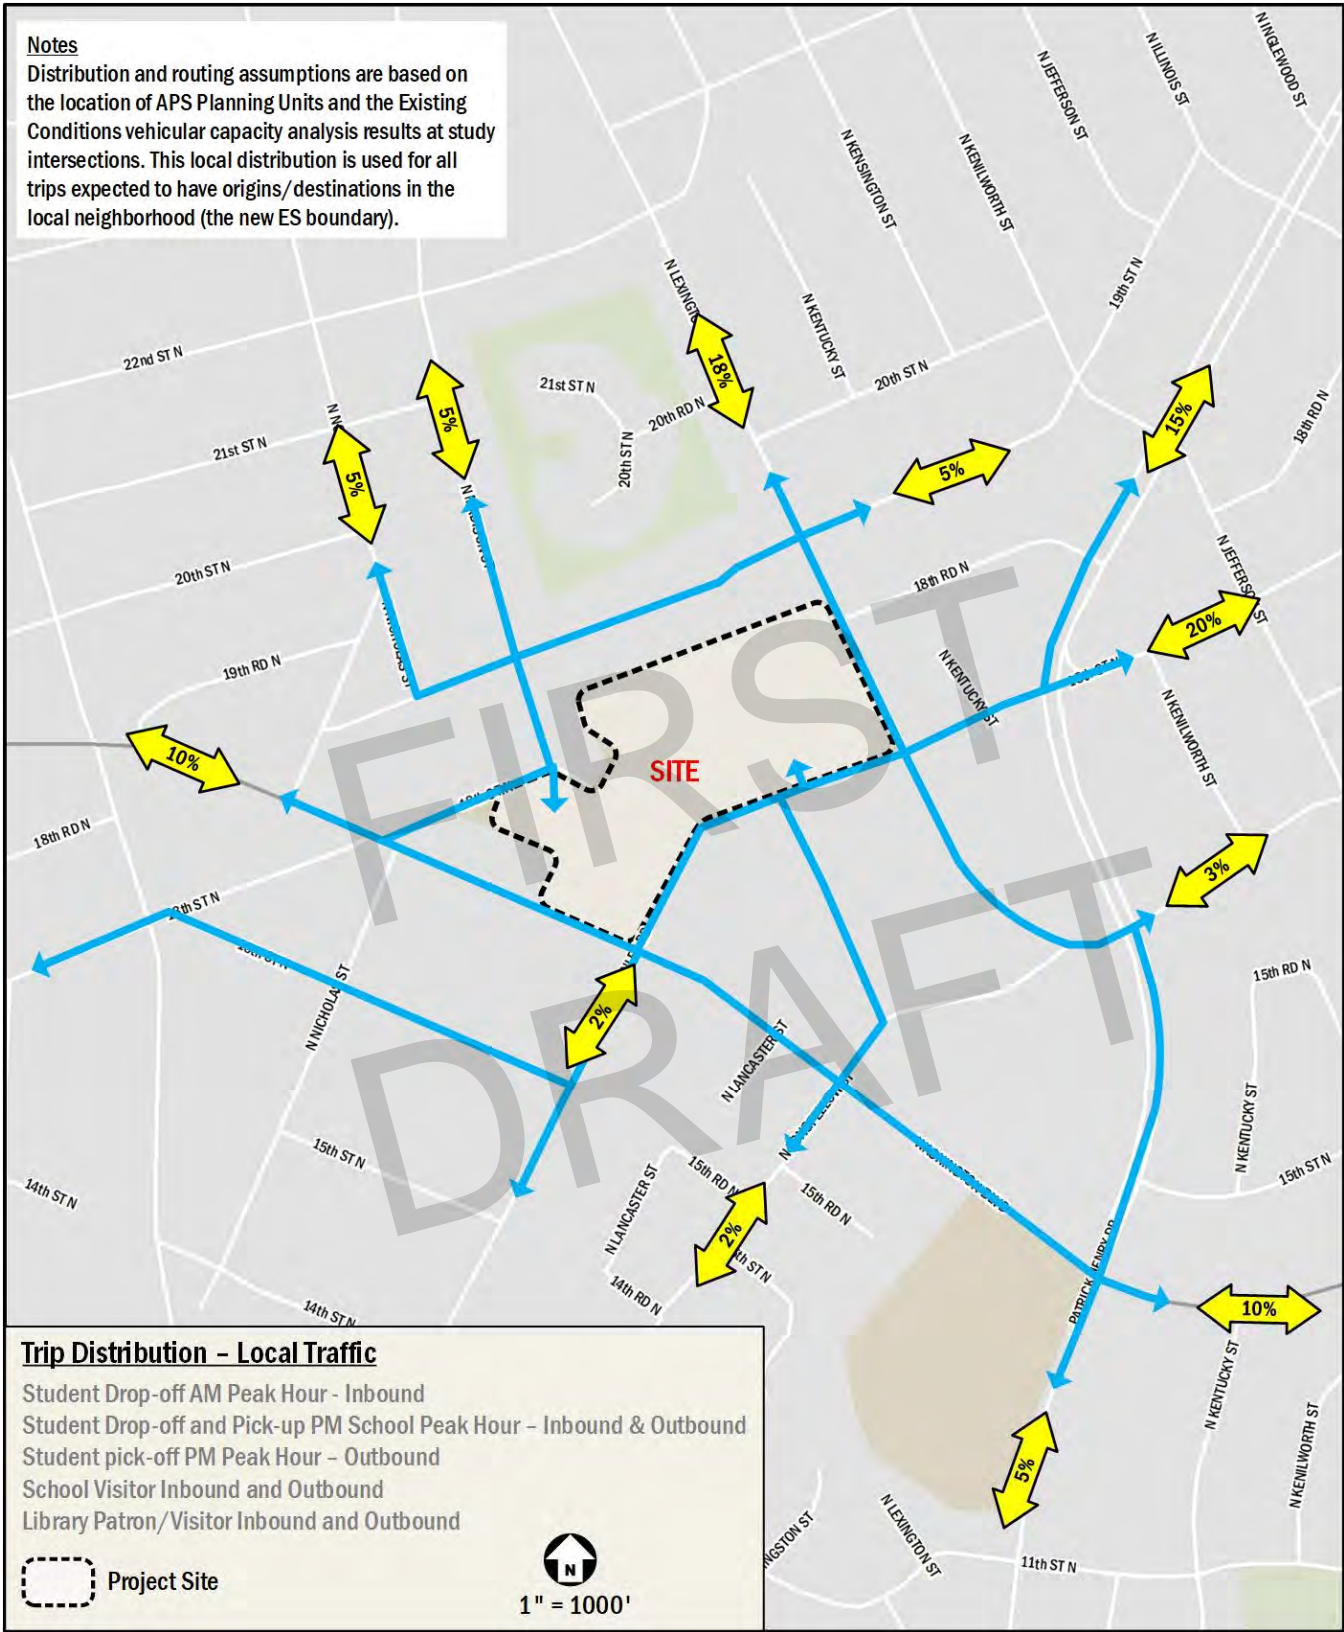 Notes
Distribution and routing assumptions are based on
the location of APS Planning Units and the Existing
Conditions vehicular capacity analysis results at study
intersections. This local distribution is used for all
trips expected to have origins/destinations in the
local neighborhood (the new ES boundary).
N INGLEWOOD ST
N ILLINOIS ST
N JEFFERSON ST
N KENSINGTON ST
N KENILWORTH ST
19th ST N
N KENTUCKY ST
20th ST N
18th RD N
22nd ST N
21st ST N
21st ST N
20th RD N
20th ST N
20th ST N
19th RD N
18%
5%
5%
5%
15%
20%
10%
3%
2%
2%
10%
5%
18th RD N
N JEFFERSON ST
N KENTUCKY ST
N KENILWORTH ST
SITE
FIRST
DRAFT
18th RD N
N NICHOLAS ST
15th ST N
14th ST N
14th ST N
N LANCASTER ST
N LANCASTER ST
15th RD N
15th RD N
14th RD N
WASHINGTON BLVD
PATRICK HENRY DR
15th RD N
N KENTUCKY ST
15th ST N
N KENTUCKY ST
N KENILWORTH ST
N LEXINGTON ST
11th ST N
Trip Distribution – Local Traffic
Student Drop-off AM Peak Hour - Inbound
Student Drop-off and Pick-up PM School Peak Hour – Inbound & Outbound
Student pick-off PM Peak Hour – Outbound
School Visitor Inbound and Outbound
Library Patron/Visitor Inbound and Outbound
Project Site
N
1" = 1000'